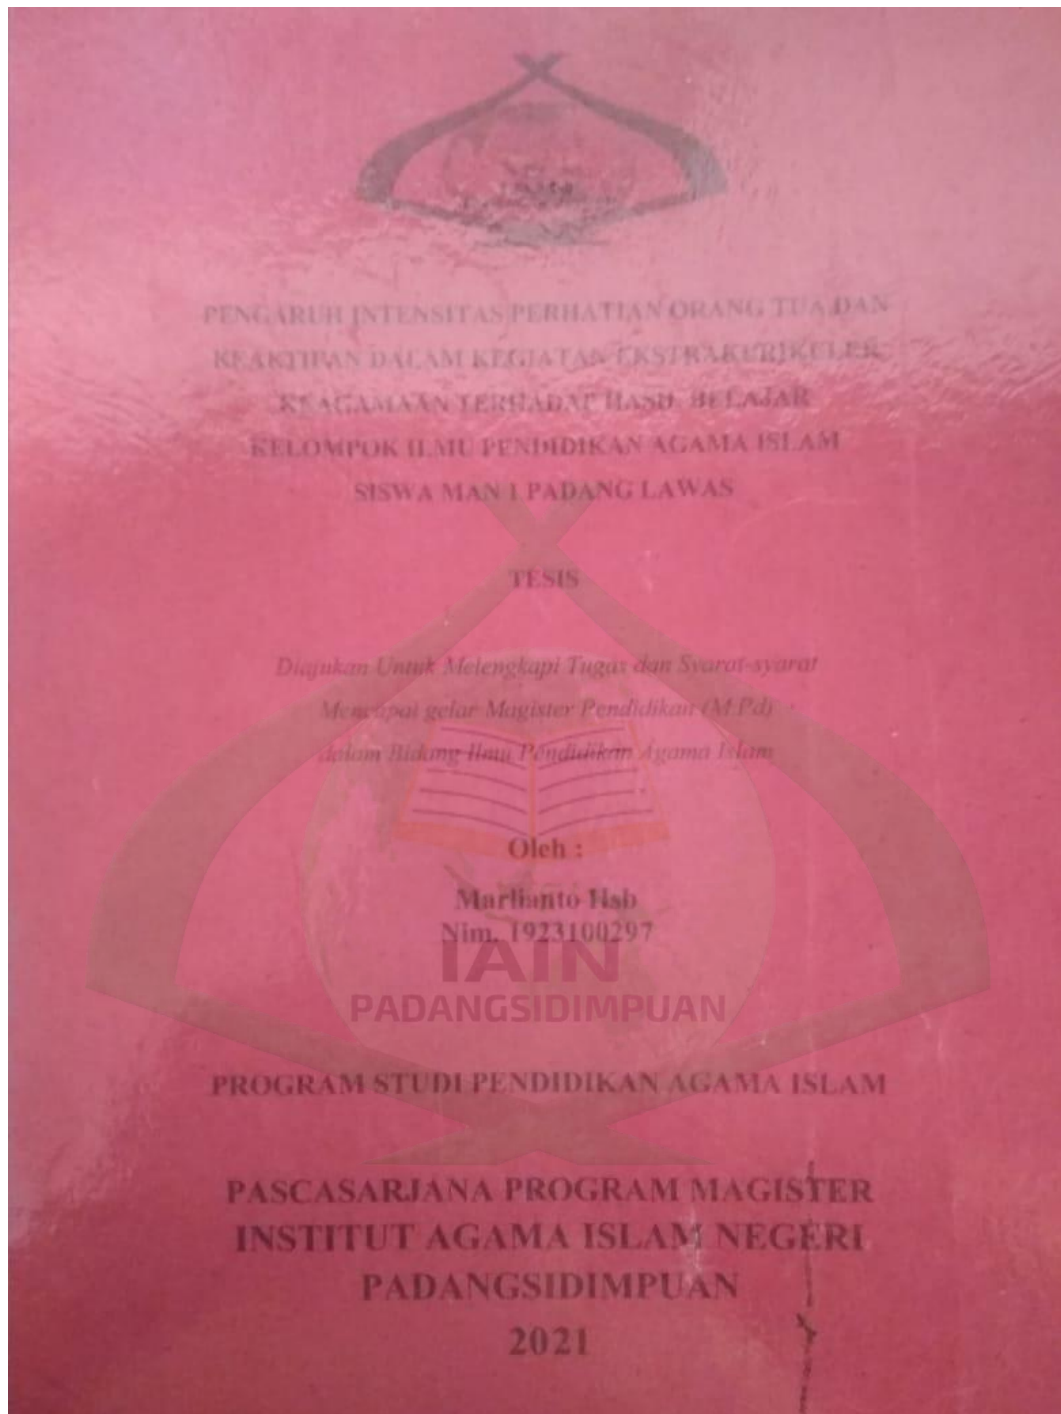 PENGARUH INTENSITAS PERHATIAN ORANG TUA DAN
KEAKTIFAN DALAM KEGIATAN EKSTRAKURIKULER
KEAGAMAAN TERHADAP HASIL BELAJAR
KELOMPOK ILMU PENDIDIKAN AGAMA ISLAM
SISWA MAN 1 PADANG LAWAS
TESIS
Diajukan Untuk Melengkapi Tugas dan Syarat-syarat
Mencapai gelar Magister Pendidikan (M.Pd)
dalam Bidang Ilmu Pendidikan Agama Islam
Oleh :
Marlianto Hsb
Nim. 1923100297
IAIN
PADANGSIDIMPUAN
PROGRAM STUDI PENDIDIKAN AGAMA ISLAM
PASCASARJANA PROGRAM MAGISTER
INSTITUT AGAMA ISLAM NEGERI
PADANGSIDIMPUAN
2021